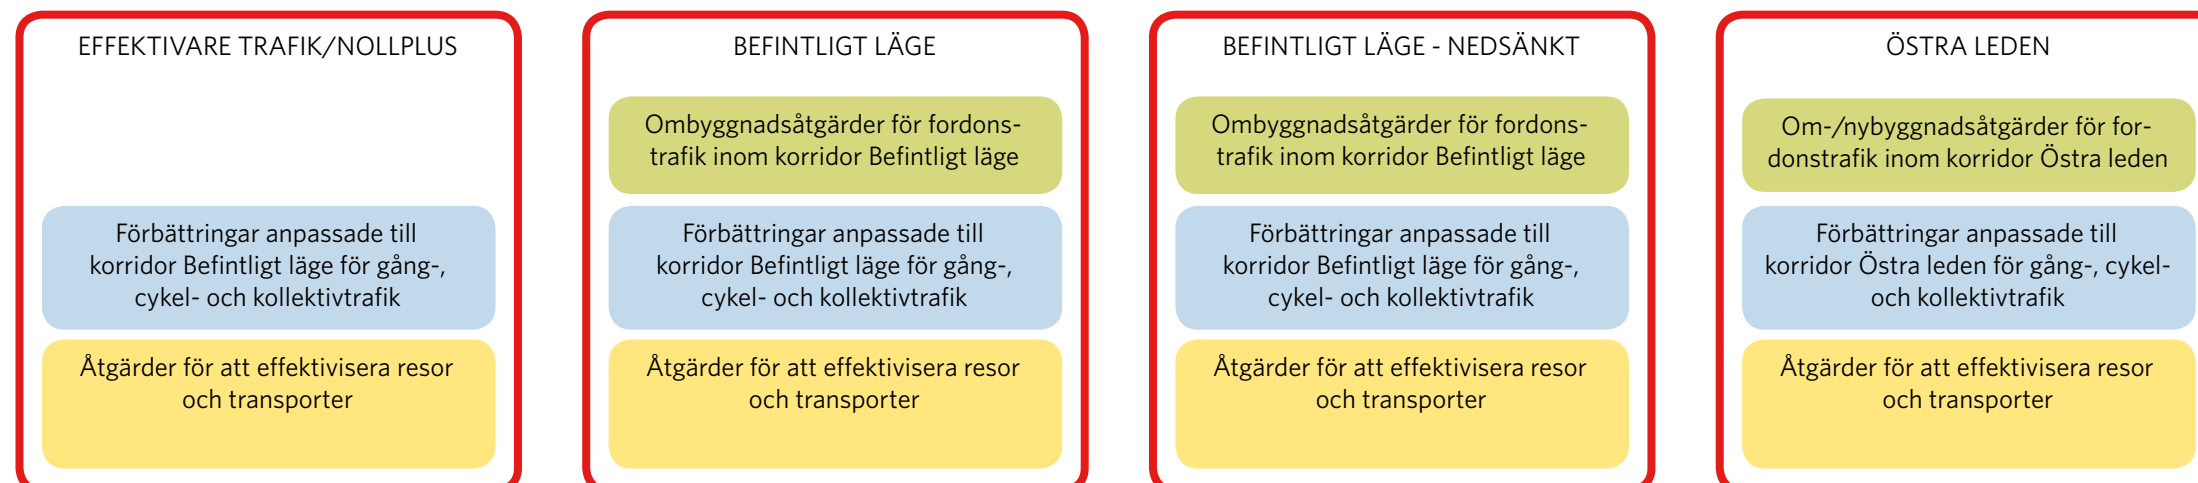 EFFEKTIVARE TRAFIK/NOLLPLUS
Förbättringar anpassade till
korridor Befintligt läge för gång-,
cykel- och kollektivtrafik
Åtgärder för att effektivisera resor
och transporter
BEFINTLIGT LÄGE
Ombyggnadsåtgärder för fordons-
trafik inom korridor Befintligt läge
Förbättringar anpassade till
korridor Befintligt läge för gång-,
cykel- och kollektivtrafik
Åtgärder för att effektivisera resor
och transporter
BEFINTLIGT LÄGE - NEDSÄNKT
Ombyggnadsåtgärder för fordons-
trafik inom korridor Befintligt läge
Förbättringar anpassade till
korridor Befintligt läge för gång-,
cykel- och kollektivtrafik
Åtgärder för att effektivisera resor
och transporter
ÖSTRA LEDEN
Om-/nybyggnadsåtgärder för for-
donstrafik inom korridor Östra leden
Förbättringar anpassade till
korridor Östra leden för gång-, cykel-
och kollektivtrafik
Åtgärder för att effektivisera resor
och transporter